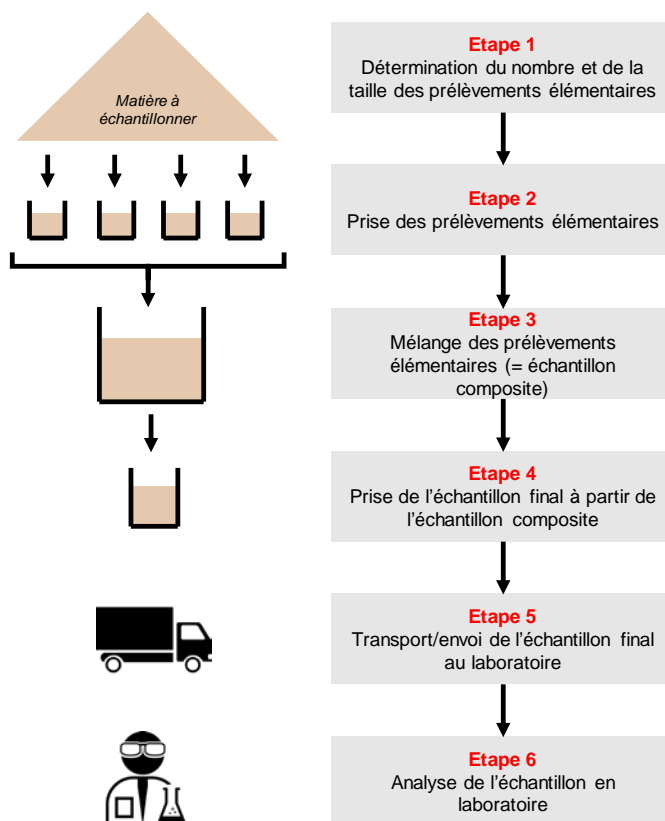 Matière à
échantillonner
Etape 1
Détermination du nombre et de la
taille des prélèvements élémentaires
Etape 2
Prise des prélèvements élémentaires
Etape 3
Mélange des prélèvements
élémentaires (= échantillon
composite)
Etape 4
Prise de l'échantillon final à partir de
l'échantillon composite
Etape 5
Transport/envoi de l'échantillon final
au laboratoire
Etape 6
Analyse de l'échantillon en
laboratoire